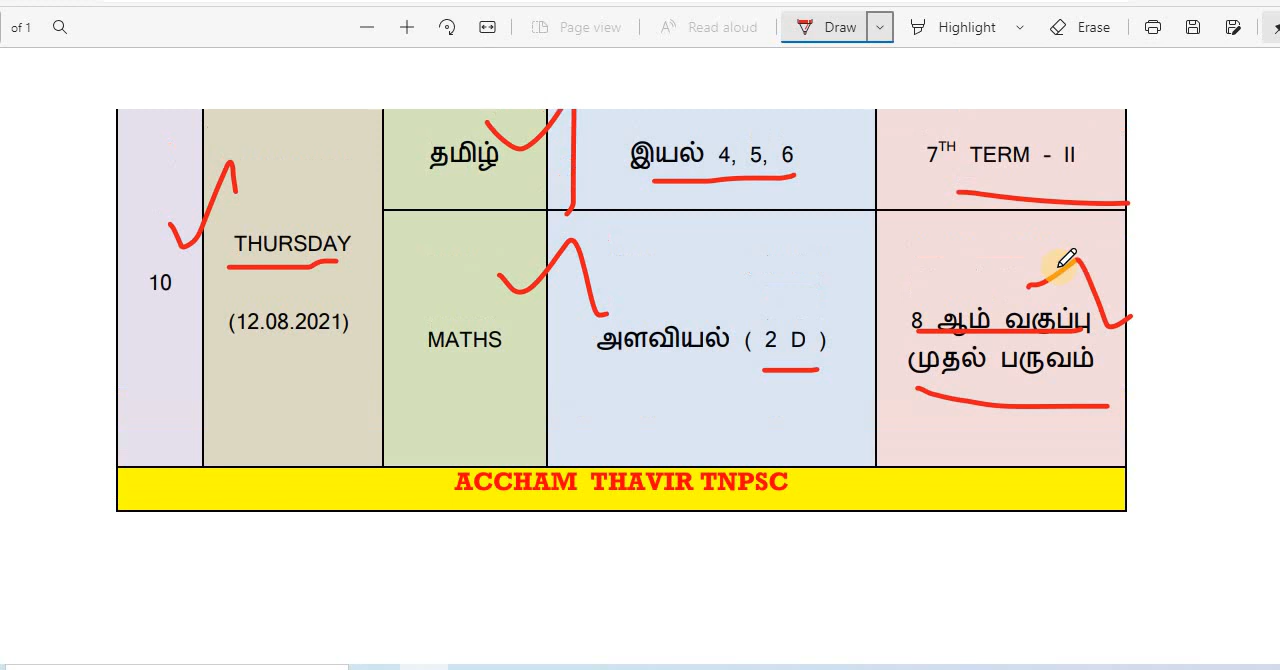 of 1 Page view Read aloud Draw Highlight Erase
தமிழ் இயல் 4, 5, 6 7TH TERM - II
10
THURSDAY
(12.08.2021)
MATHS
அளவியல் ( 2 D )
8 ஆம் வகுப்பு
முதல் பருவம்
ACCHAM THAVIR TNPSC